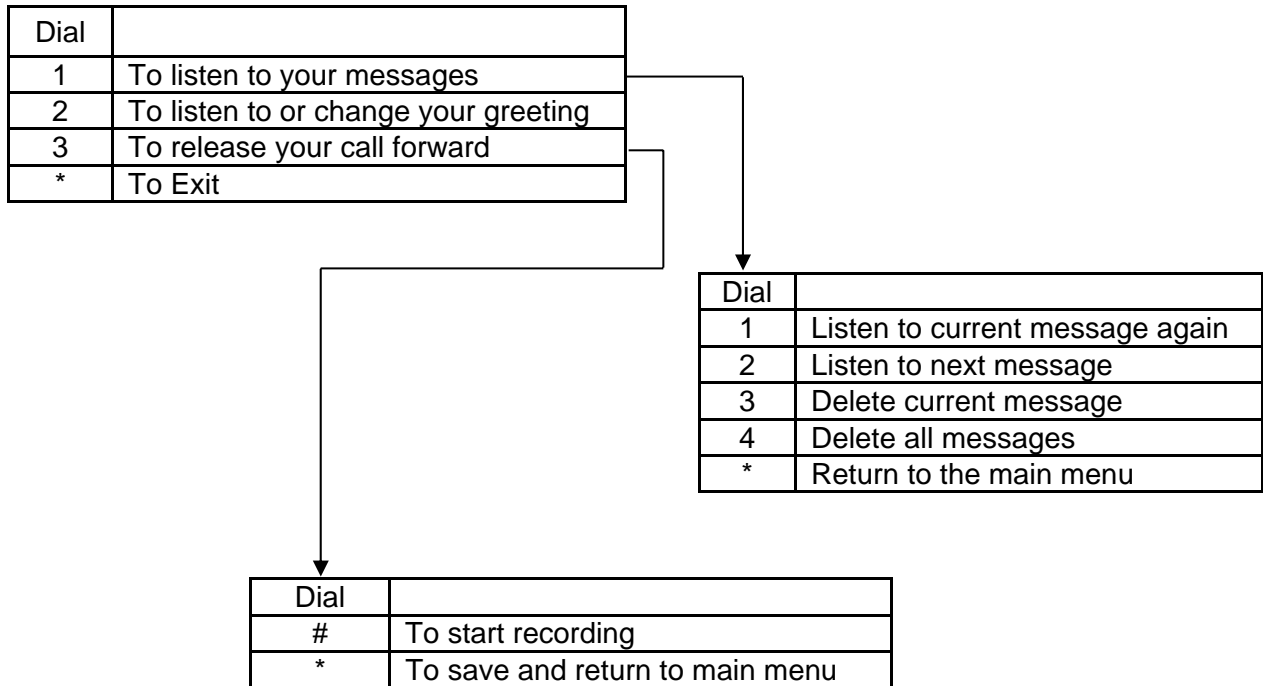 Dial
1 To listen to your messages
2 To listen to or change your greeting
3 To release your call forward
* To Exit
Dial
1 Listen to current message again
2 Listen to next message
3 Delete current message
4 Delete all messages
* Return to the main menu
Dial
# To start recording
* To save and return to main menu